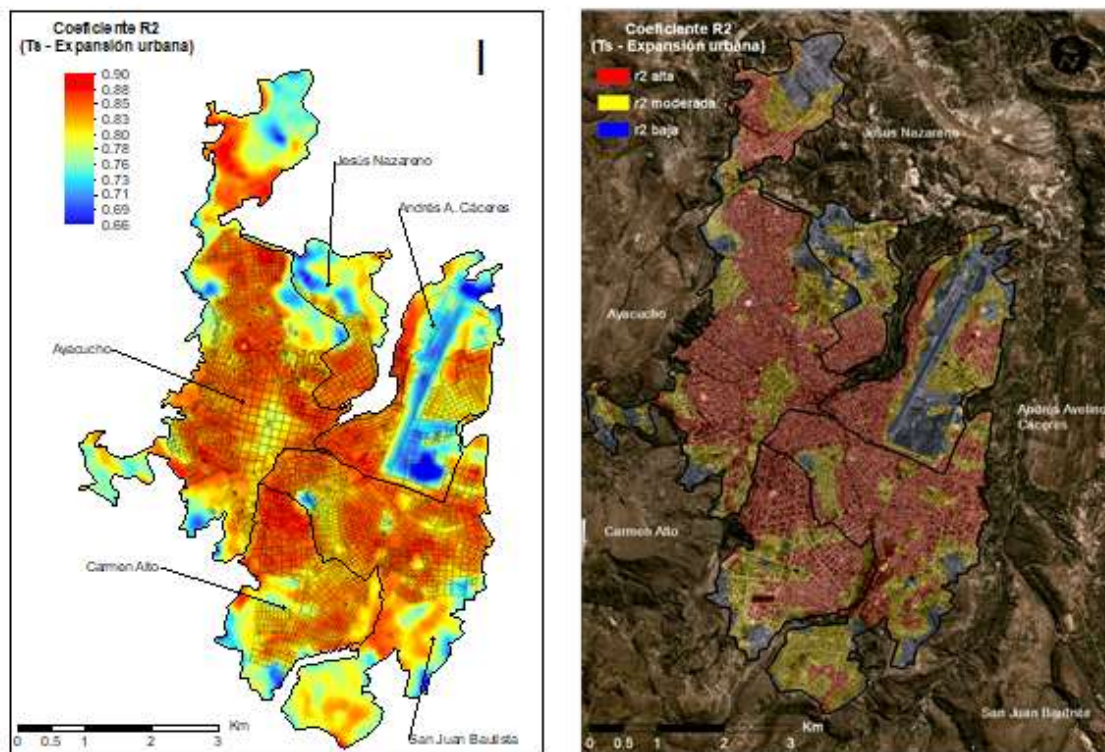 Coeficiente R2
(Ts - Expansión urbana)
0.90
0.88
0.85
0.83
0.80
0.78
0.76
0.73
0.71
0.69
0.66
Jesús Nazareno
Andrés A. Cáceres
Ayacucho
Carmen Alto
San Juan Bautista
Km
0 0.5 1 2 3
Coeficiente R2
(Ts - Expansión urbana)
r2 alta
r2 moderada
r2 baja
N
Jesús Nazareno
Ayacucho
Andrés Avelino
Cáceres
Carmen Alto
San Juan Bautista
Km
0 0.5 1 2 3